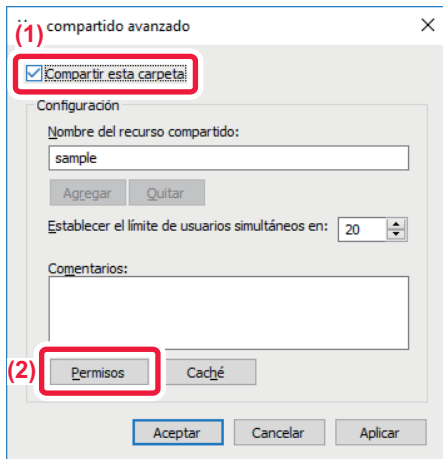 (1)
compartido avanzado
Compartir esta carpeta
Configuración
Nombre del recurso compartido:
sample
Agregar
Quitar
Establecer el límite de usuarios simultáneos en:
20
Comentarios:
(2)
Permisos
Caché
Aceptar
Cancelar
Aplicar